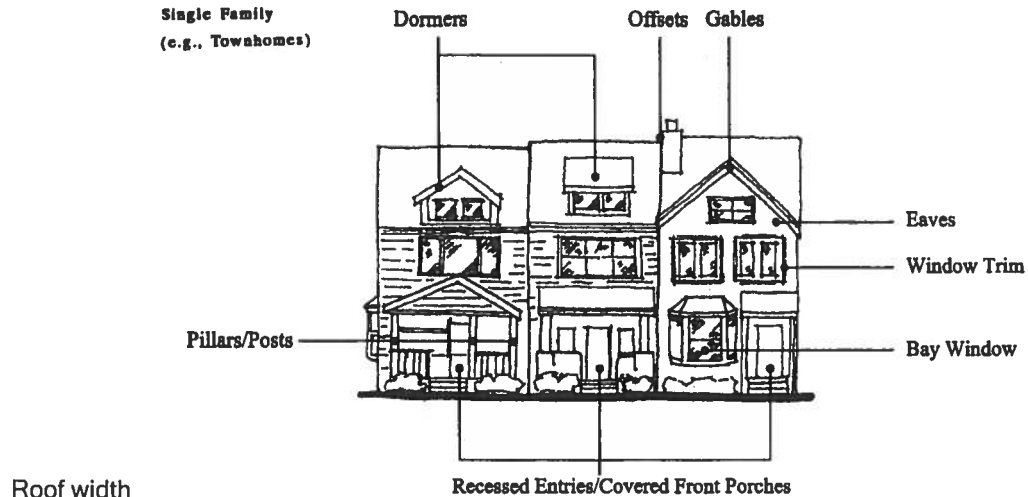 Single Family
(e.g., Townhomes)
Dormers
Offsets
Gables
Eaves
Window Trim
Pillars/Posts
Bay Window
Recessed Entries/Covered Front Porches
Roof width